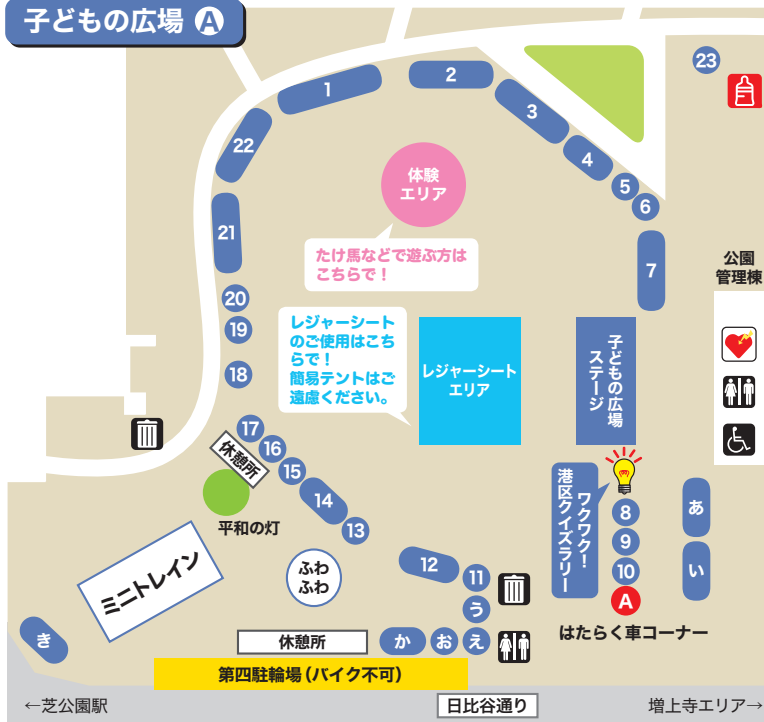 子どもの広場 A
1
2
3
4
5
6
7
22
21
20
19
18
17
16
15
14
13
12
11
23
体験
エリア
たけ馬などで遊ぶ方は
こちらで！
公園
管理棟
レジャーシート
のご使用はこち
らで！
簡易テントはご
遠慮ください。
レジャーシート
エリア
子どもの広場
ステージ
休憩所
平和の灯
ワクワク！
港区クイズラリー
8
9
10
A
はたらく車コーナー
あ
い
う
え
お
か
き
ふわ
ふわ
ミニトレイン
休憩所
第四駐輪場（バイク不可）
←芝公園駅
日比谷通り
増上寺エリア→